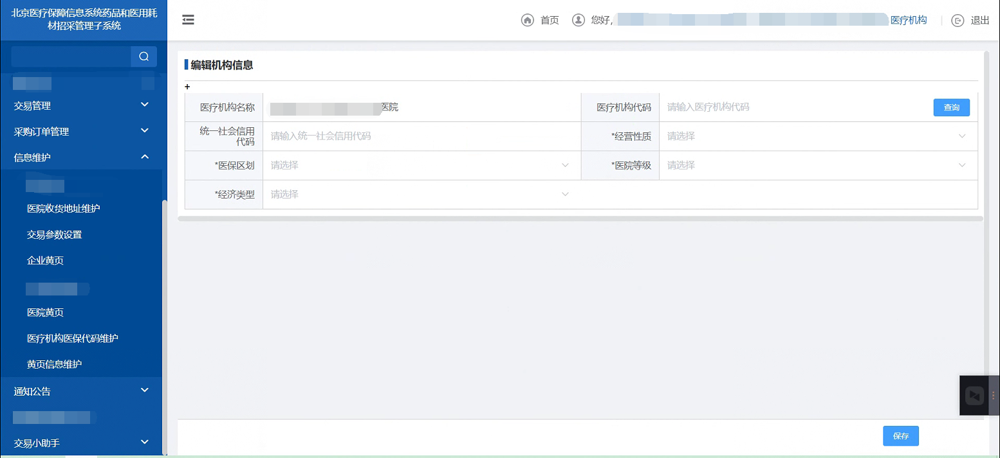 北京医疗保障信息系统药品和医用耗
材招采管理子系统
首页
您好,
医疗机构
退出
交易管理
采购订单管理
信息维护
医院收货地址维护
交易参数设置
企业黄页
医院黄页
医疗机构医保代码维护
黄页信息维护
通知公告
交易小助手
编辑机构信息
+
医疗机构名称
医院
医疗机构代码
请输入医疗机构代码
查询
统一社会信用
代码
请输入统一社会信用代码
*经营性质
请选择
*医保区划
请选择
*医院等级
请选择
*经济类型
请选择
保存